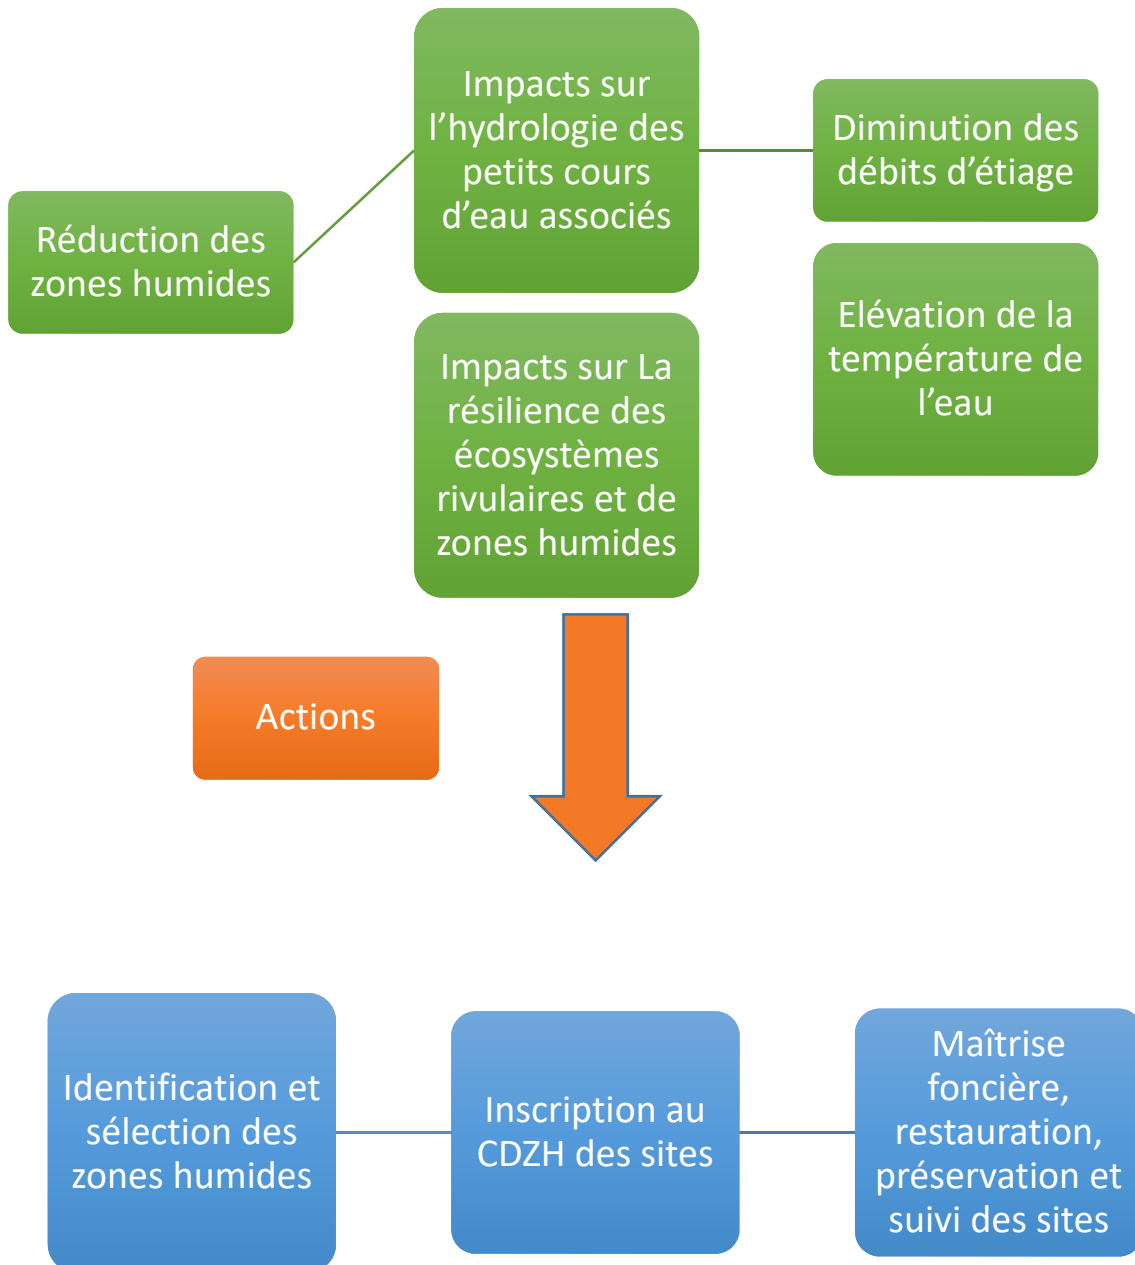 Réduction des
zones humides
Impacts sur
l’hydrologie des
petits cours
d’eau associés
Diminution des
débits d’étiage
Impacts sur La
résilience des
écosystèmes
rivulaires et de
zones humides
Elévation de la
température de
l’eau
Actions
Identification et
sélection des
zones humides
Inscription au
CDZH des sites
Maîtrise
foncière,
restauration,
préservation et
suivi des sites